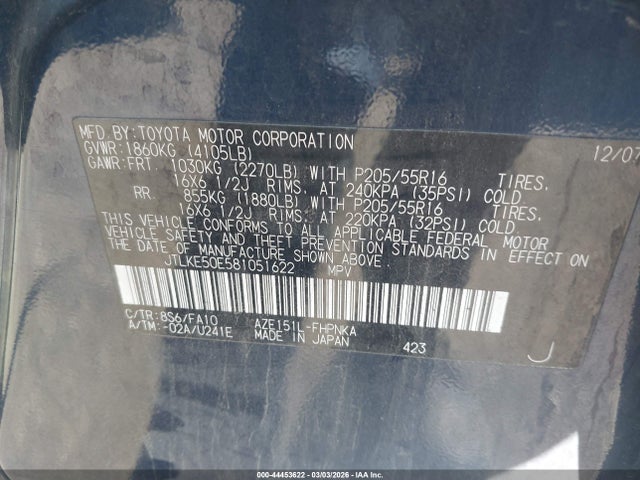 MFD.BY:TOYOTA MOTOR CORPORATION 12/07
GVWR:1860KG (4105LB)
GAWR:FRT. 1030KG (2270LB) WITH P205/55R16 TIRES,
16X6 1/2J RIMS, AT 240KPA (35PSI) COLD.
RR. 855KG (1880LB) WITH P205/55R16 TIRES,
16X6 1/2J RIMS, AT 220KPA (32PSI) COLD.
THIS VEHICLE CONFORMS TO ALL APPLICABLE FEDERAL MOTOR
VEHICLE SAFETY AND THEFT PREVENTION STANDARDS IN EFFECT ON
THE DATE OF MANUFACTURE SHOWN ABOVE.
JTLKE50E581051622 MPV
C/TR:8S6/FA10 AZE151L-FHPNKA
A/TM:-02A/U241E MADE IN JAPAN 423 J
000-44453622 | 03/03/2026 - IAA Inc.